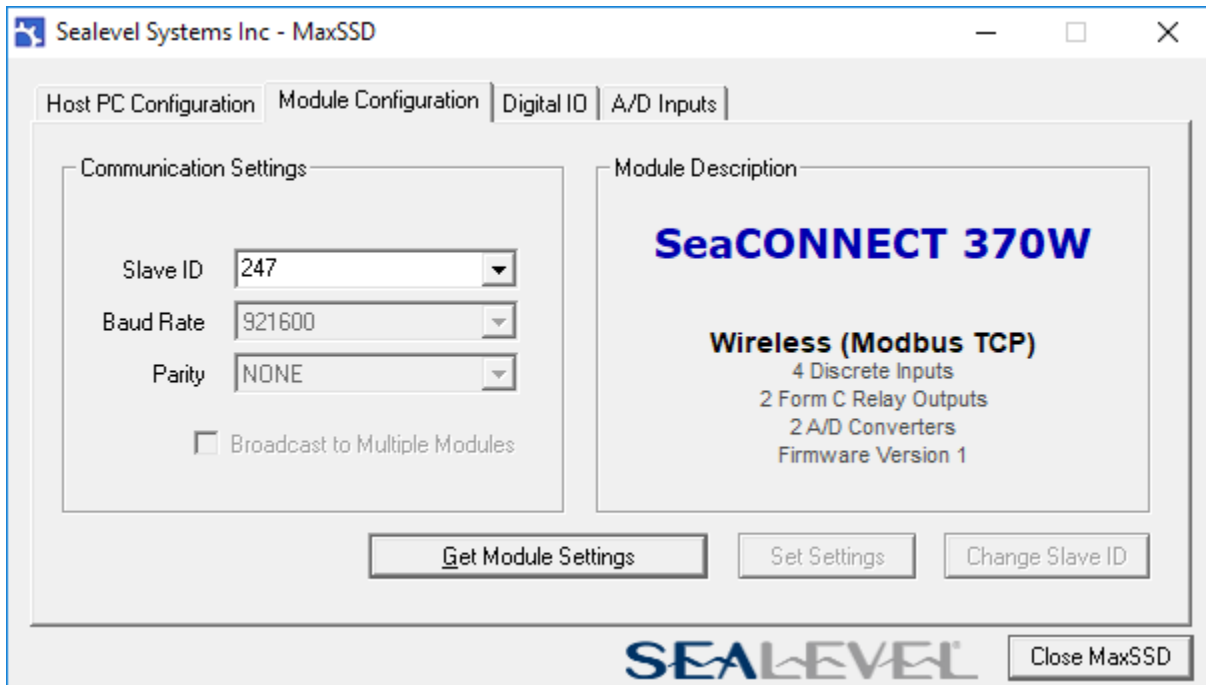 Sealevel Systems Inc - MaxSSD
Host PC Configuration
Module Configuration
Digital IO
A/D Inputs
Communication Settings
Slave ID
247
Baud Rate
921600
Parity
NONE
Broadcast to Multiple Modules
Module Description
SeaCONNECT 370W
Wireless (Modbus TCP)
4 Discrete Inputs
2 Form C Relay Outputs
2 A/D Converters
Firmware Version 1
Get Module Settings
Set Settings
Change Slave ID
SEALEVEL
Close MaxSSD